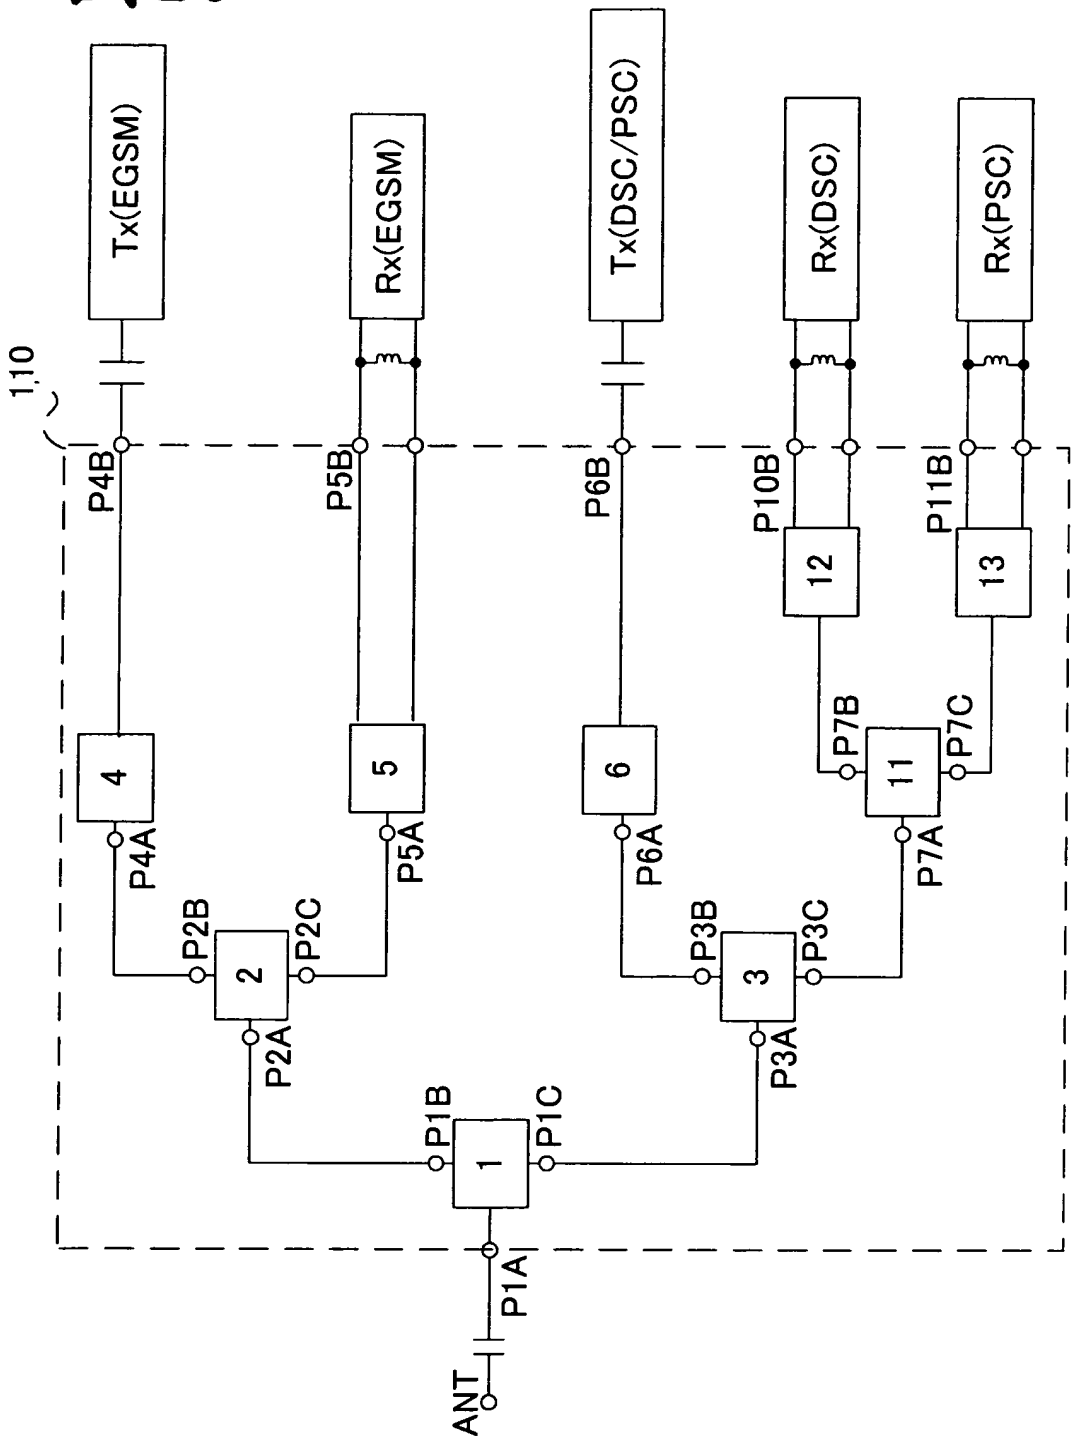 1,10
Tx(EGSM)
Rx(EGSM)
Tx(DSC/PSC)
Rx(DSC)
Rx(PSC)
P4B
P5B
P6B
P10B
P11B
12
13
4
5
6
P7B
11
P7C
P4A
P5A
P6A
P7A
P2B
2
P2C
P3B
3
P3C
P2A
P3A
P1B
1
P1C
P1A
ANT